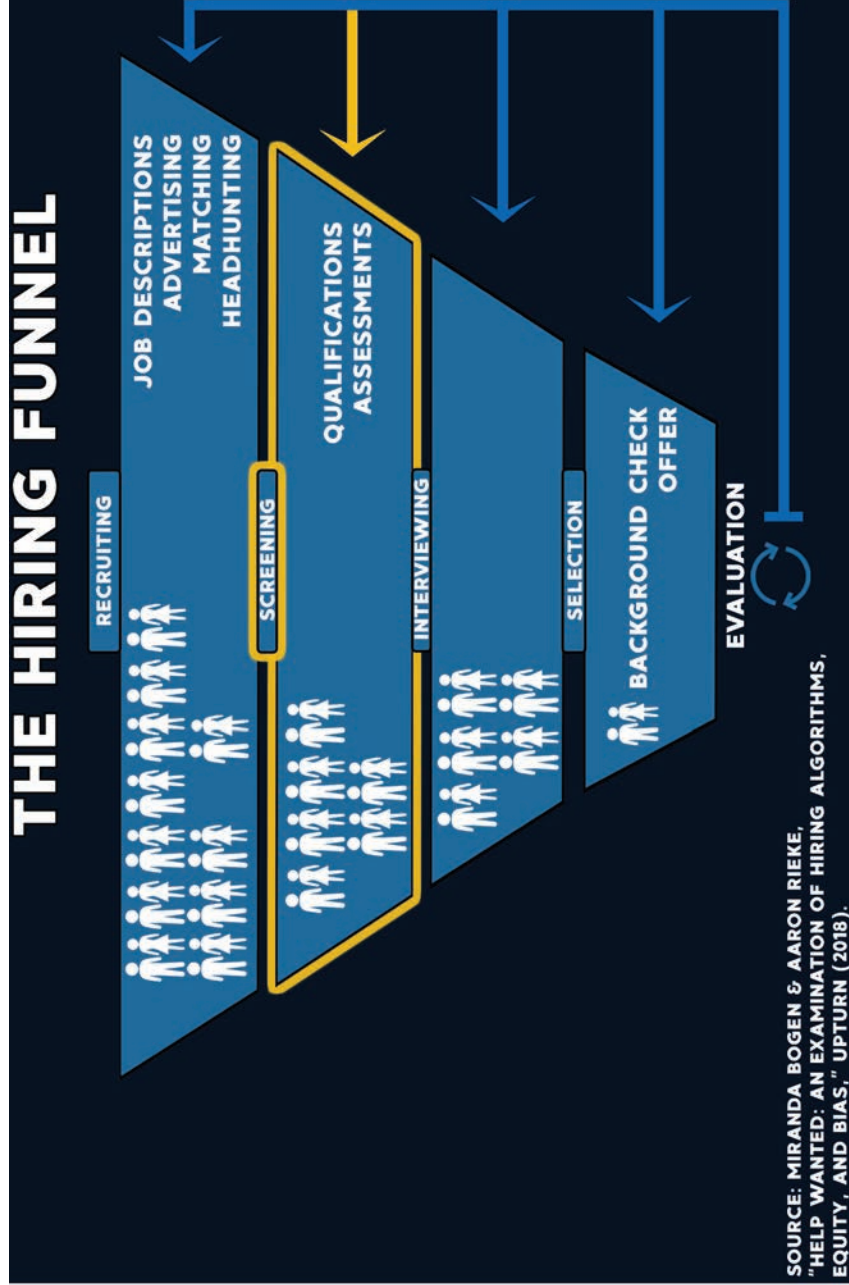 THE HIRING FUNNEL
RECRUITING
JOB DESCRIPTIONS
ADVERTISING
MATCHING
HEADHUNTING
SCREENING
QUALIFICATIONS
ASSESSMENTS
INTERVIEWING
SELECTION
BACKGROUND CHECK
OFFER
EVALUATION
SOURCE: MIRANDA BOGEN & AARON RIEKE,
"HELP WANTED: AN EXAMINATION OF HIRING ALGORITHMS,
EQUITY, AND BIAS," UPTURN (2018).